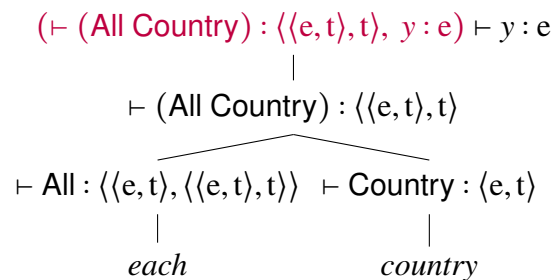 (⊢ (All Country) : ⟨⟨e, t⟩, t⟩, y : e) ⊢ y : e
⊢ (All Country) : ⟨⟨e, t⟩, t⟩
⊢ All : ⟨⟨e, t⟩, ⟨⟨e, t⟩, t⟩⟩ ⊢ Country : ⟨e, t⟩
each country